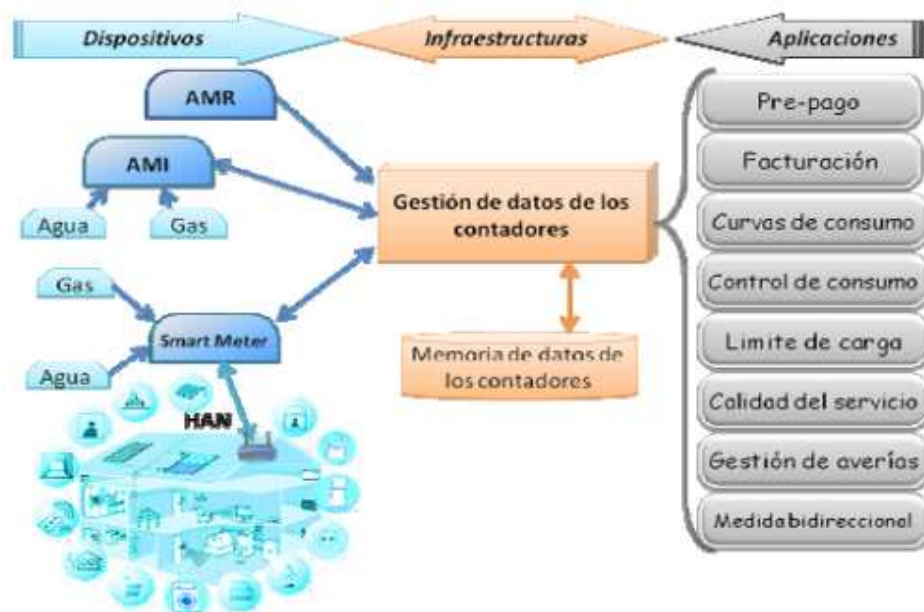 Dispositivos
Infraestructuras
Aplicaciones
AMR
AMI
Agua
Gas
Gas
Smart Meter
Agua
HAN
Gestión de datos de los
contadores
Memoria de datos de
los contadores
Pre-pago
Facturación
Curvas de consumo
Control de consumo
Limite de carga
Calidad del servicio
Gestión de averías
Medida bidireccional